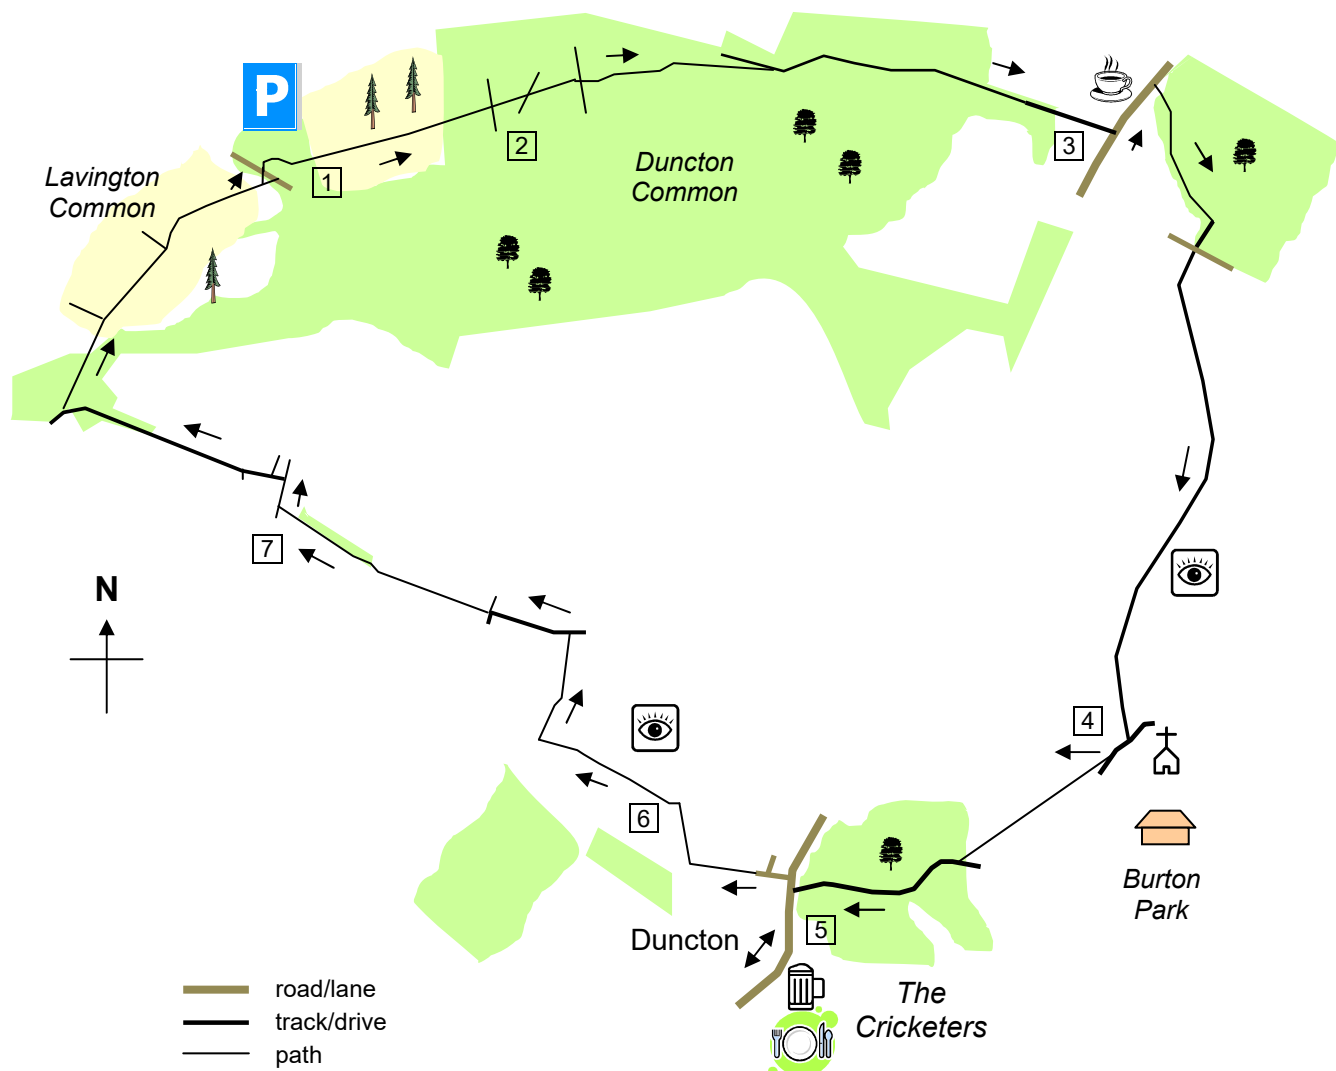 P
Lavington
Common
1
2
Duncton
Common
3
7
N
4
6
Burton
Park
5
Duncton
The
Cricketers
road/lane
track/drive
path